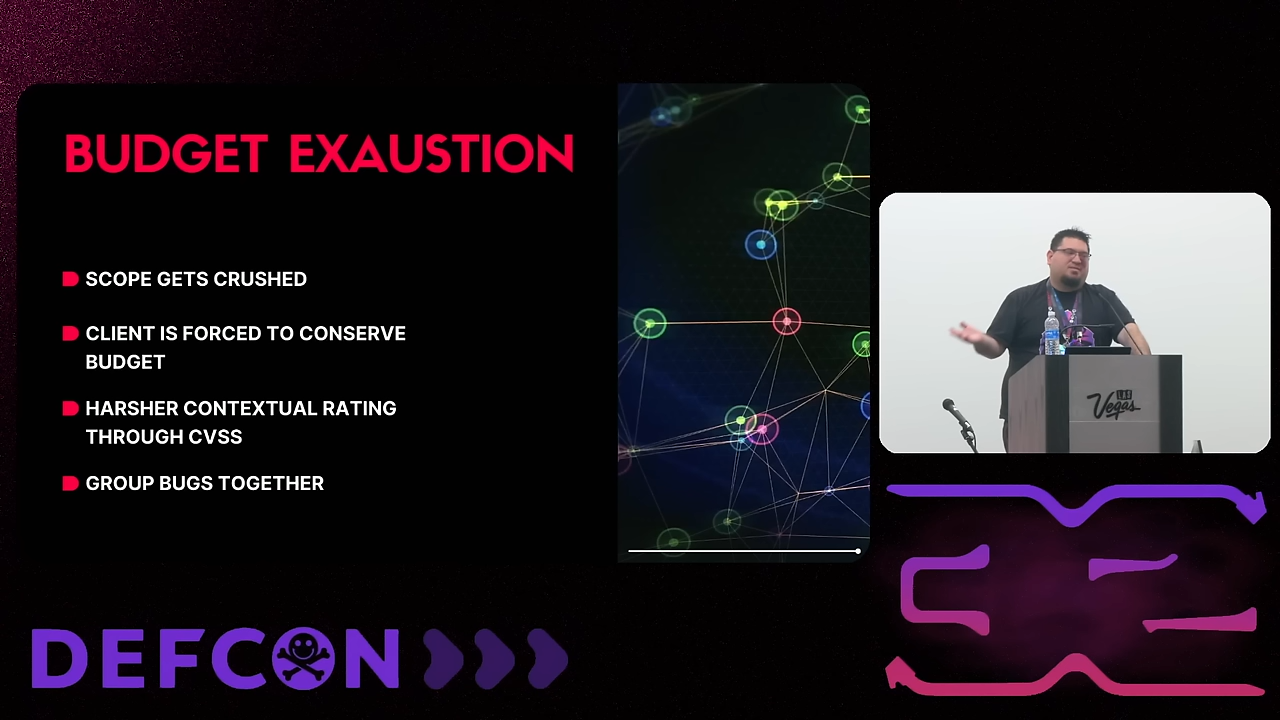 BUDGET EXAUSTION
SCOPE GETS CRUSHED
CLIENT IS FORCED TO CONSERVE
BUDGET
HARSHER CONTEXTUAL RATING
THROUGH CVSS
GROUP BUGS TOGETHER
LAS
Vegas
DEFCON